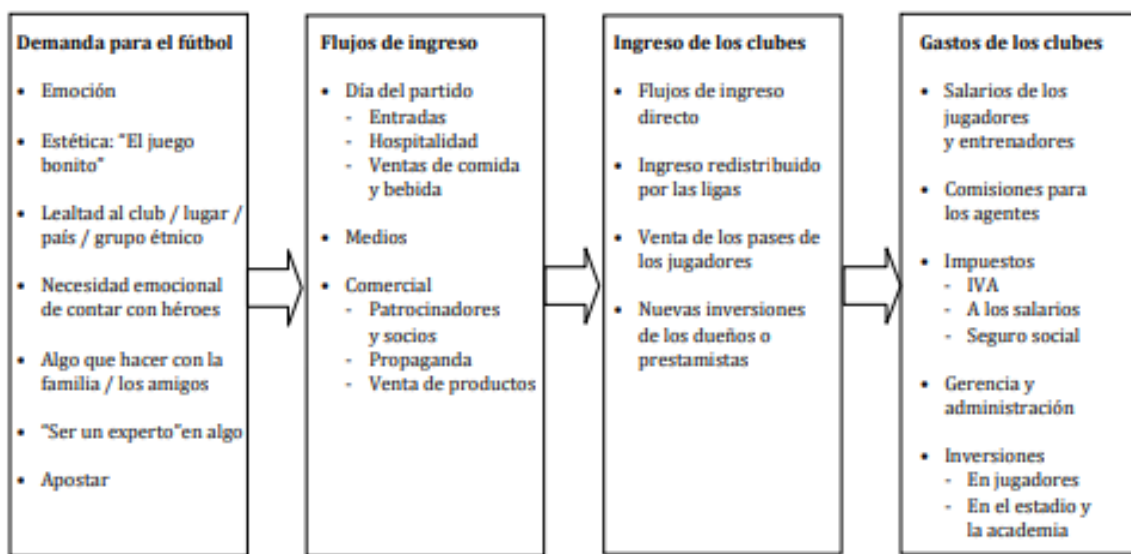 Demanda para el fútbol
• Emoción
• Estética: "El juego
bonito"
• Lealtad al club / lugar /
país / grupo étnico
• Necesidad emocional
de contar con héroes
• Algo que hacer con la
familia / los amigos
• "Ser un experto"en algo
• Apostar
Flujos de ingreso
• Día del partido
- Entradas
- Hospitalidad
- Ventas de comida
y bebida
• Medios
• Comercial
- Patrocinadores
y socios
- Propaganda
- Venta de productos
Ingreso de los clubes
• Flujos de ingreso
directo
• Ingreso redistribuido
por las ligas
• Venta de los pases de
los jugadores
• Nuevas inversiones
de los dueños o
prestamistas
Gastos de los clubes
• Salarios de los
jugadores
y entrenadores
• Comisiones para
los agentes
• Impuestos
- IVA
- A los salarios
- Seguro social
• Gerencia y
administración
• Inversiones
- En jugadores
- En el estadio y
la academia